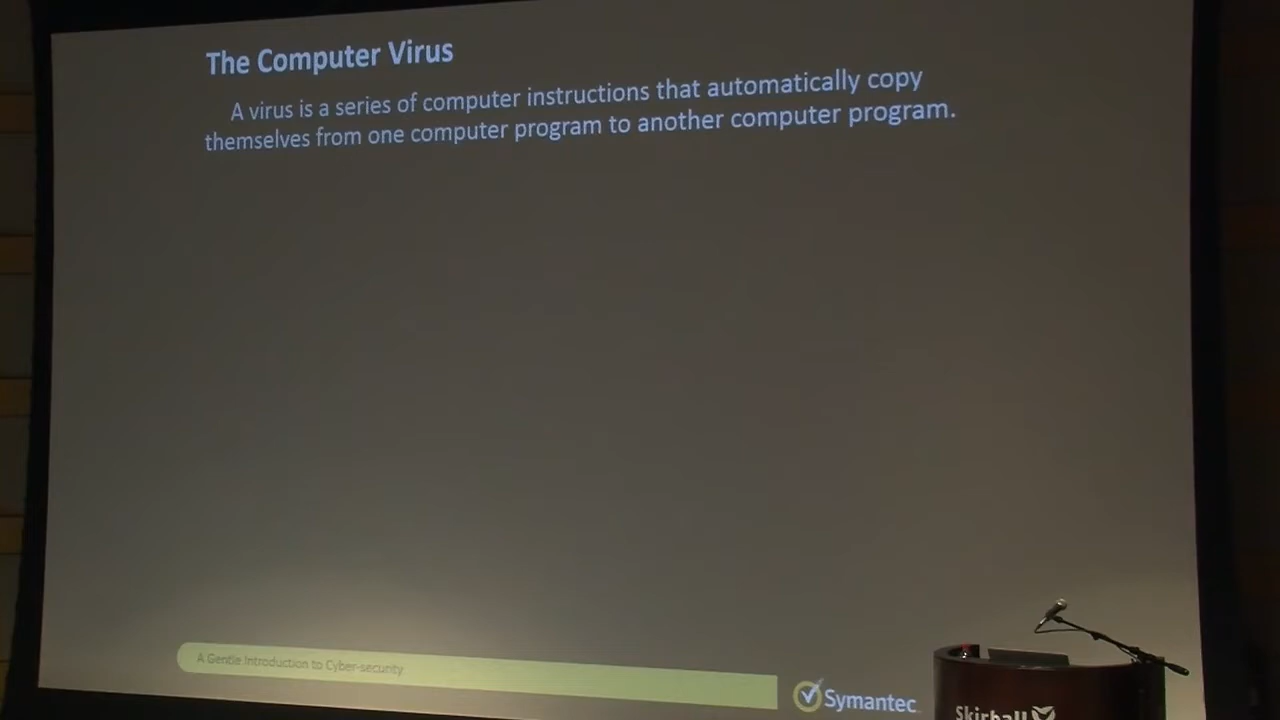 The Computer Virus
A virus is a series of computer instructions that automatically copy
themselves from one computer program to another computer program.
A Gentle Introduction to Cyber-security
Symantec
Skirball